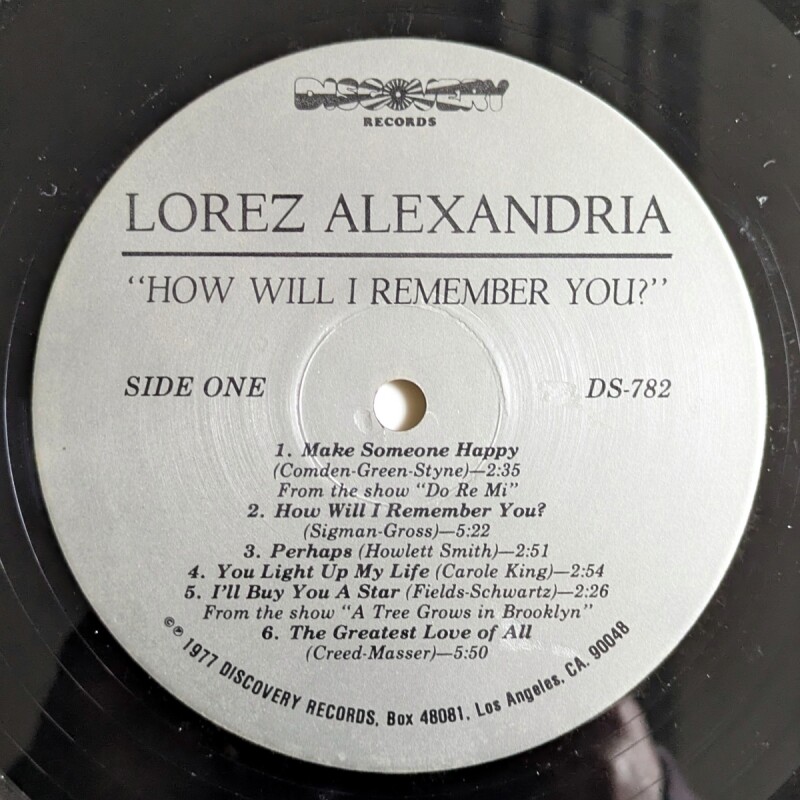 DISCOVERY
RECORDS
LOREZ ALEXANDRIA
"HOW WILL I REMEMBER YOU?"
SIDE ONE DS-782
1. Make Someone Happy
(Comden-Green-Styne)—2:35
From the show "Do Re Mi"
2. How Will I Remember You?
(Sigman-Gross)—5:22
3. Perhaps (Howlett Smith)—2:51
4. You Light Up My Life (Carole King)—2:54
5. I'll Buy You A Star (Fields-Schwartz)—2:26
From the show "A Tree Grows in Brooklyn"
6. The Greatest Love of All
(Creed-Masser)—5:50
©℗ 1977 DISCOVERY RECORDS, Box 48081, Los Angeles, CA. 90048